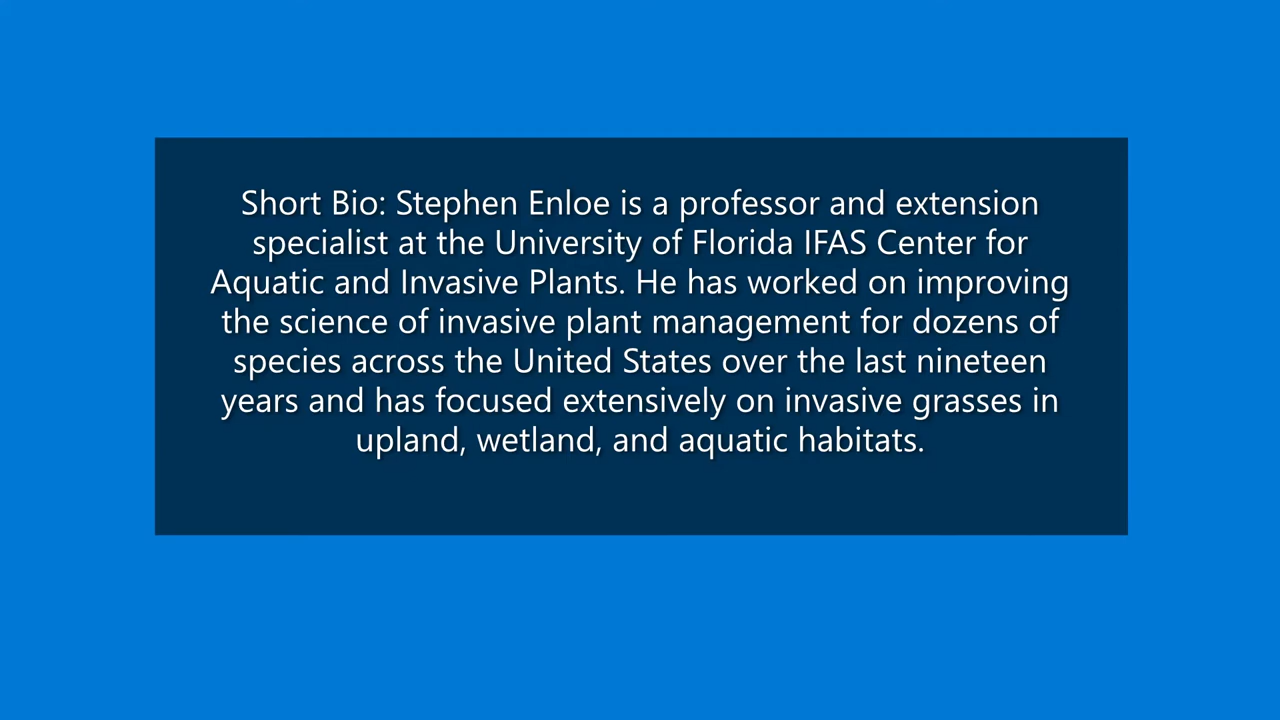 Short Bio: Stephen Enloe is a professor and extension
specialist at the University of Florida IFAS Center for
Aquatic and Invasive Plants. He has worked on improving
the science of invasive plant management for dozens of
species across the United States over the last nineteen
years and has focused extensively on invasive grasses in
upland, wetland, and aquatic habitats.